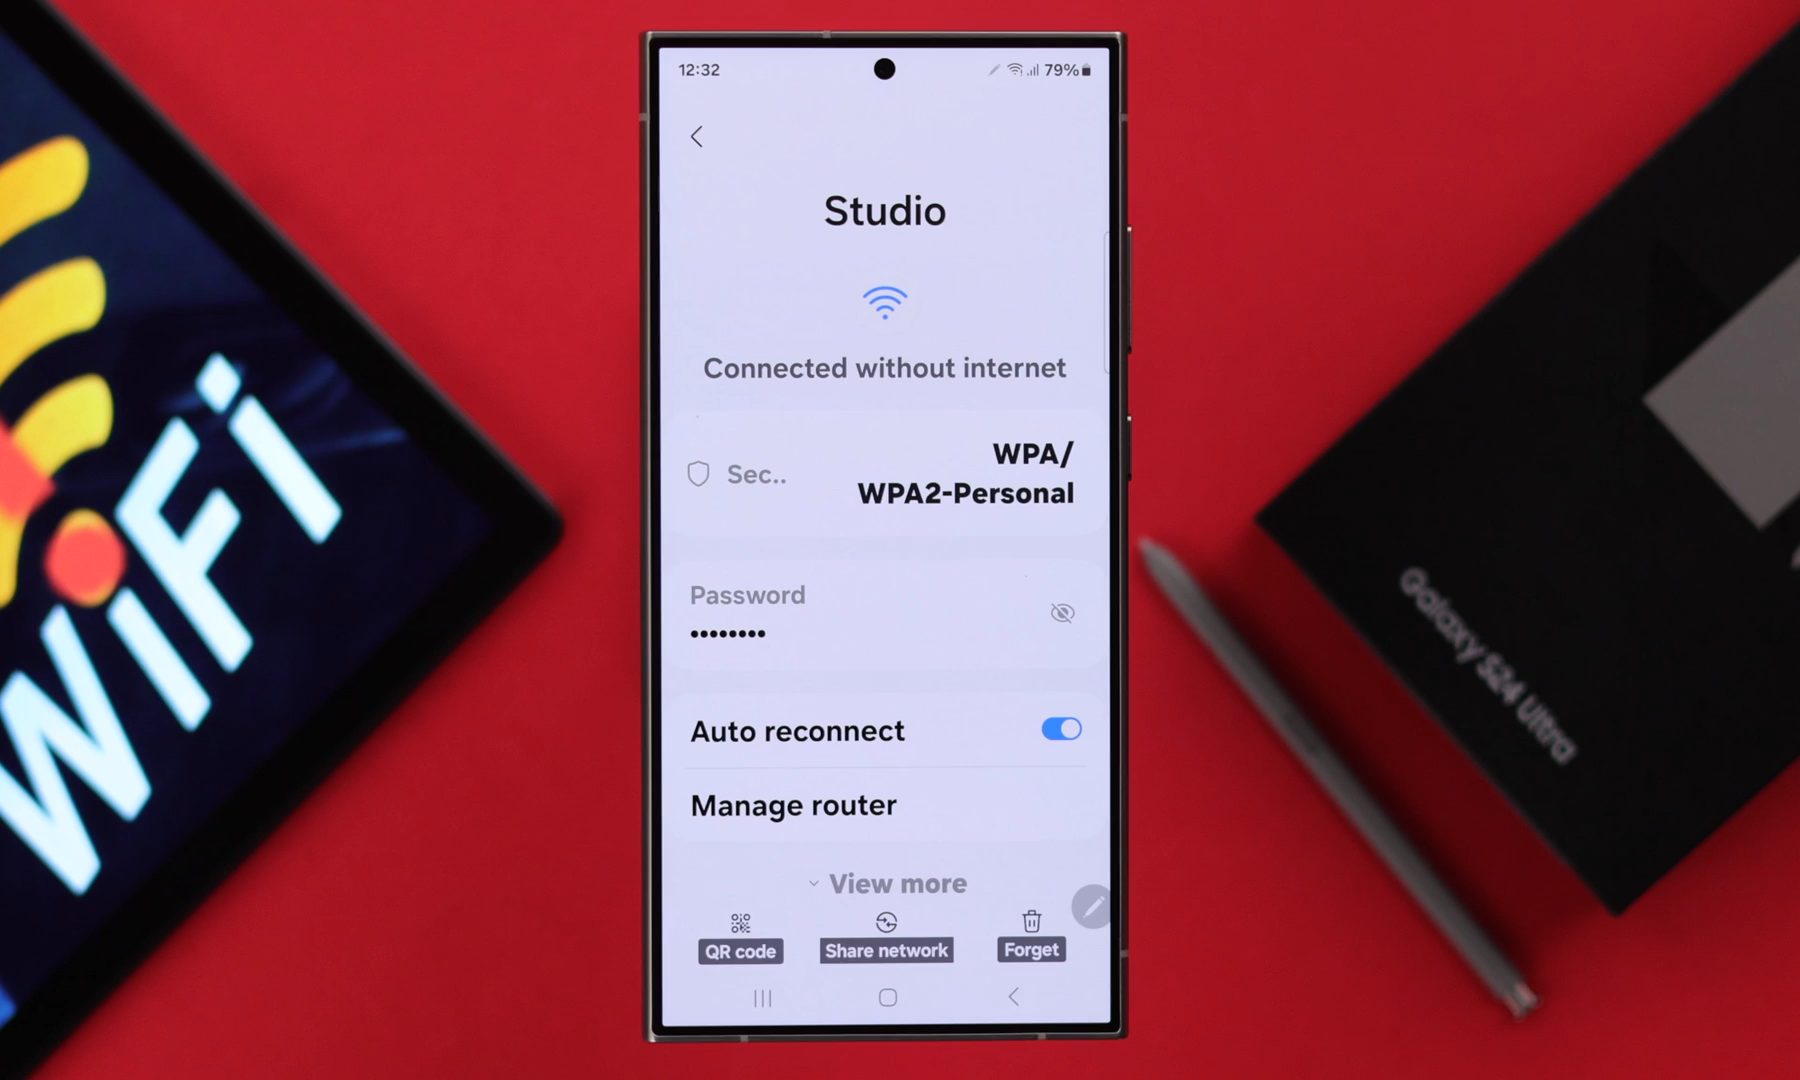 12:32
79%
Studio
Connected without internet
Sec..
WPA/
WPA2-Personal
Password
••••••••
Auto reconnect
Manage router
View more
QR code
Share network
Forget
WiFi
Galaxy S24 Ultra